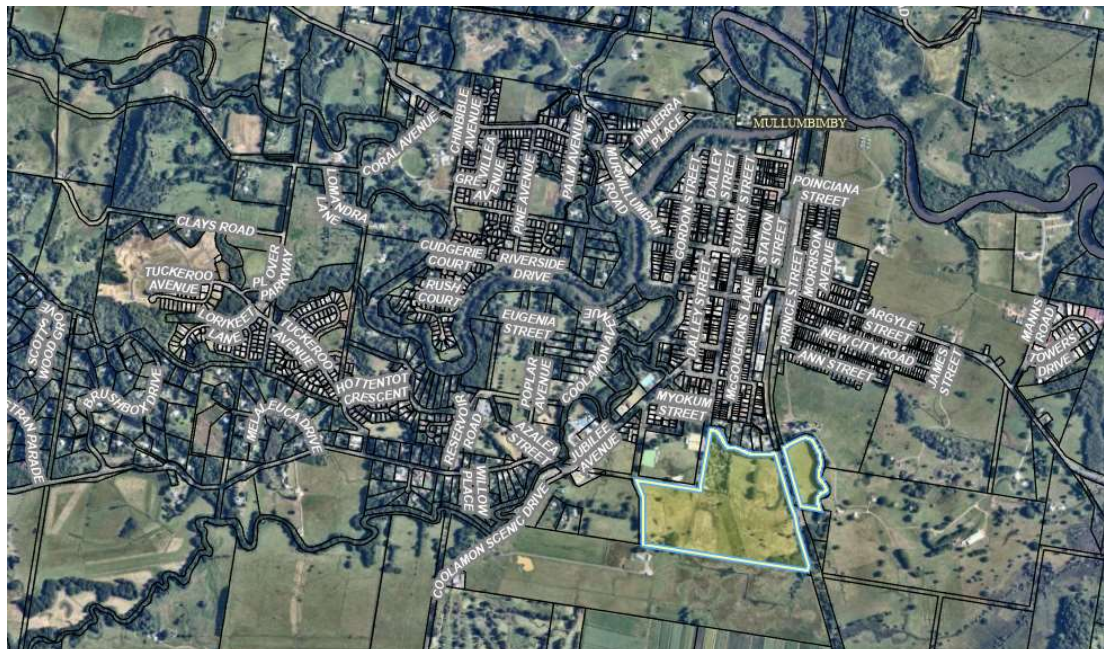 MULLUMBIMBY
CORAL AVENUE
CHINBIBLE
AVENUE
GREVILLEA
AVENUE
PINE AVENUE
PALM AVENUE
MURWILLUMBAH
ROAD
DINJERRA
PLACE
GORDON STREET
DALLEY
STREET
STUART STREET
STATION
STREET
POINCIANA
STREET
PRINCE STREET
MORRISON
AVENUE
LOMANDRA
LANE
CLAYS ROAD
TUCKEROO
AVENUE
PLOVER
PARKWAY
LORIKEET
LANE
TUCKEROO
AVENUE
CUDGERIE
COURT
RUSH
COURT
RIVERSIDE
DRIVE
EUGENIA
STREET
COOLAMON AVENUE
POPLAR
AVENUE
DALLEY STREET
MCGOUGHANS LANE
ARGYLE
STREET
NEW CITY ROAD
ANN STREET
JAMES
STREET
MANNS
ROAD
TOWERS
DRIVE
MYOKUM
STREET
JUBILEE
AVENUE
AZALEA
STREET
HOTTENTOT
CRESCENT
RESERVOIR
ROAD
WILLOW
PLACE
MELALEUCA DRIVE
BRUSHBOX DRIVE
COOLAMON SCENIC DRIVE
TRAN PARADE